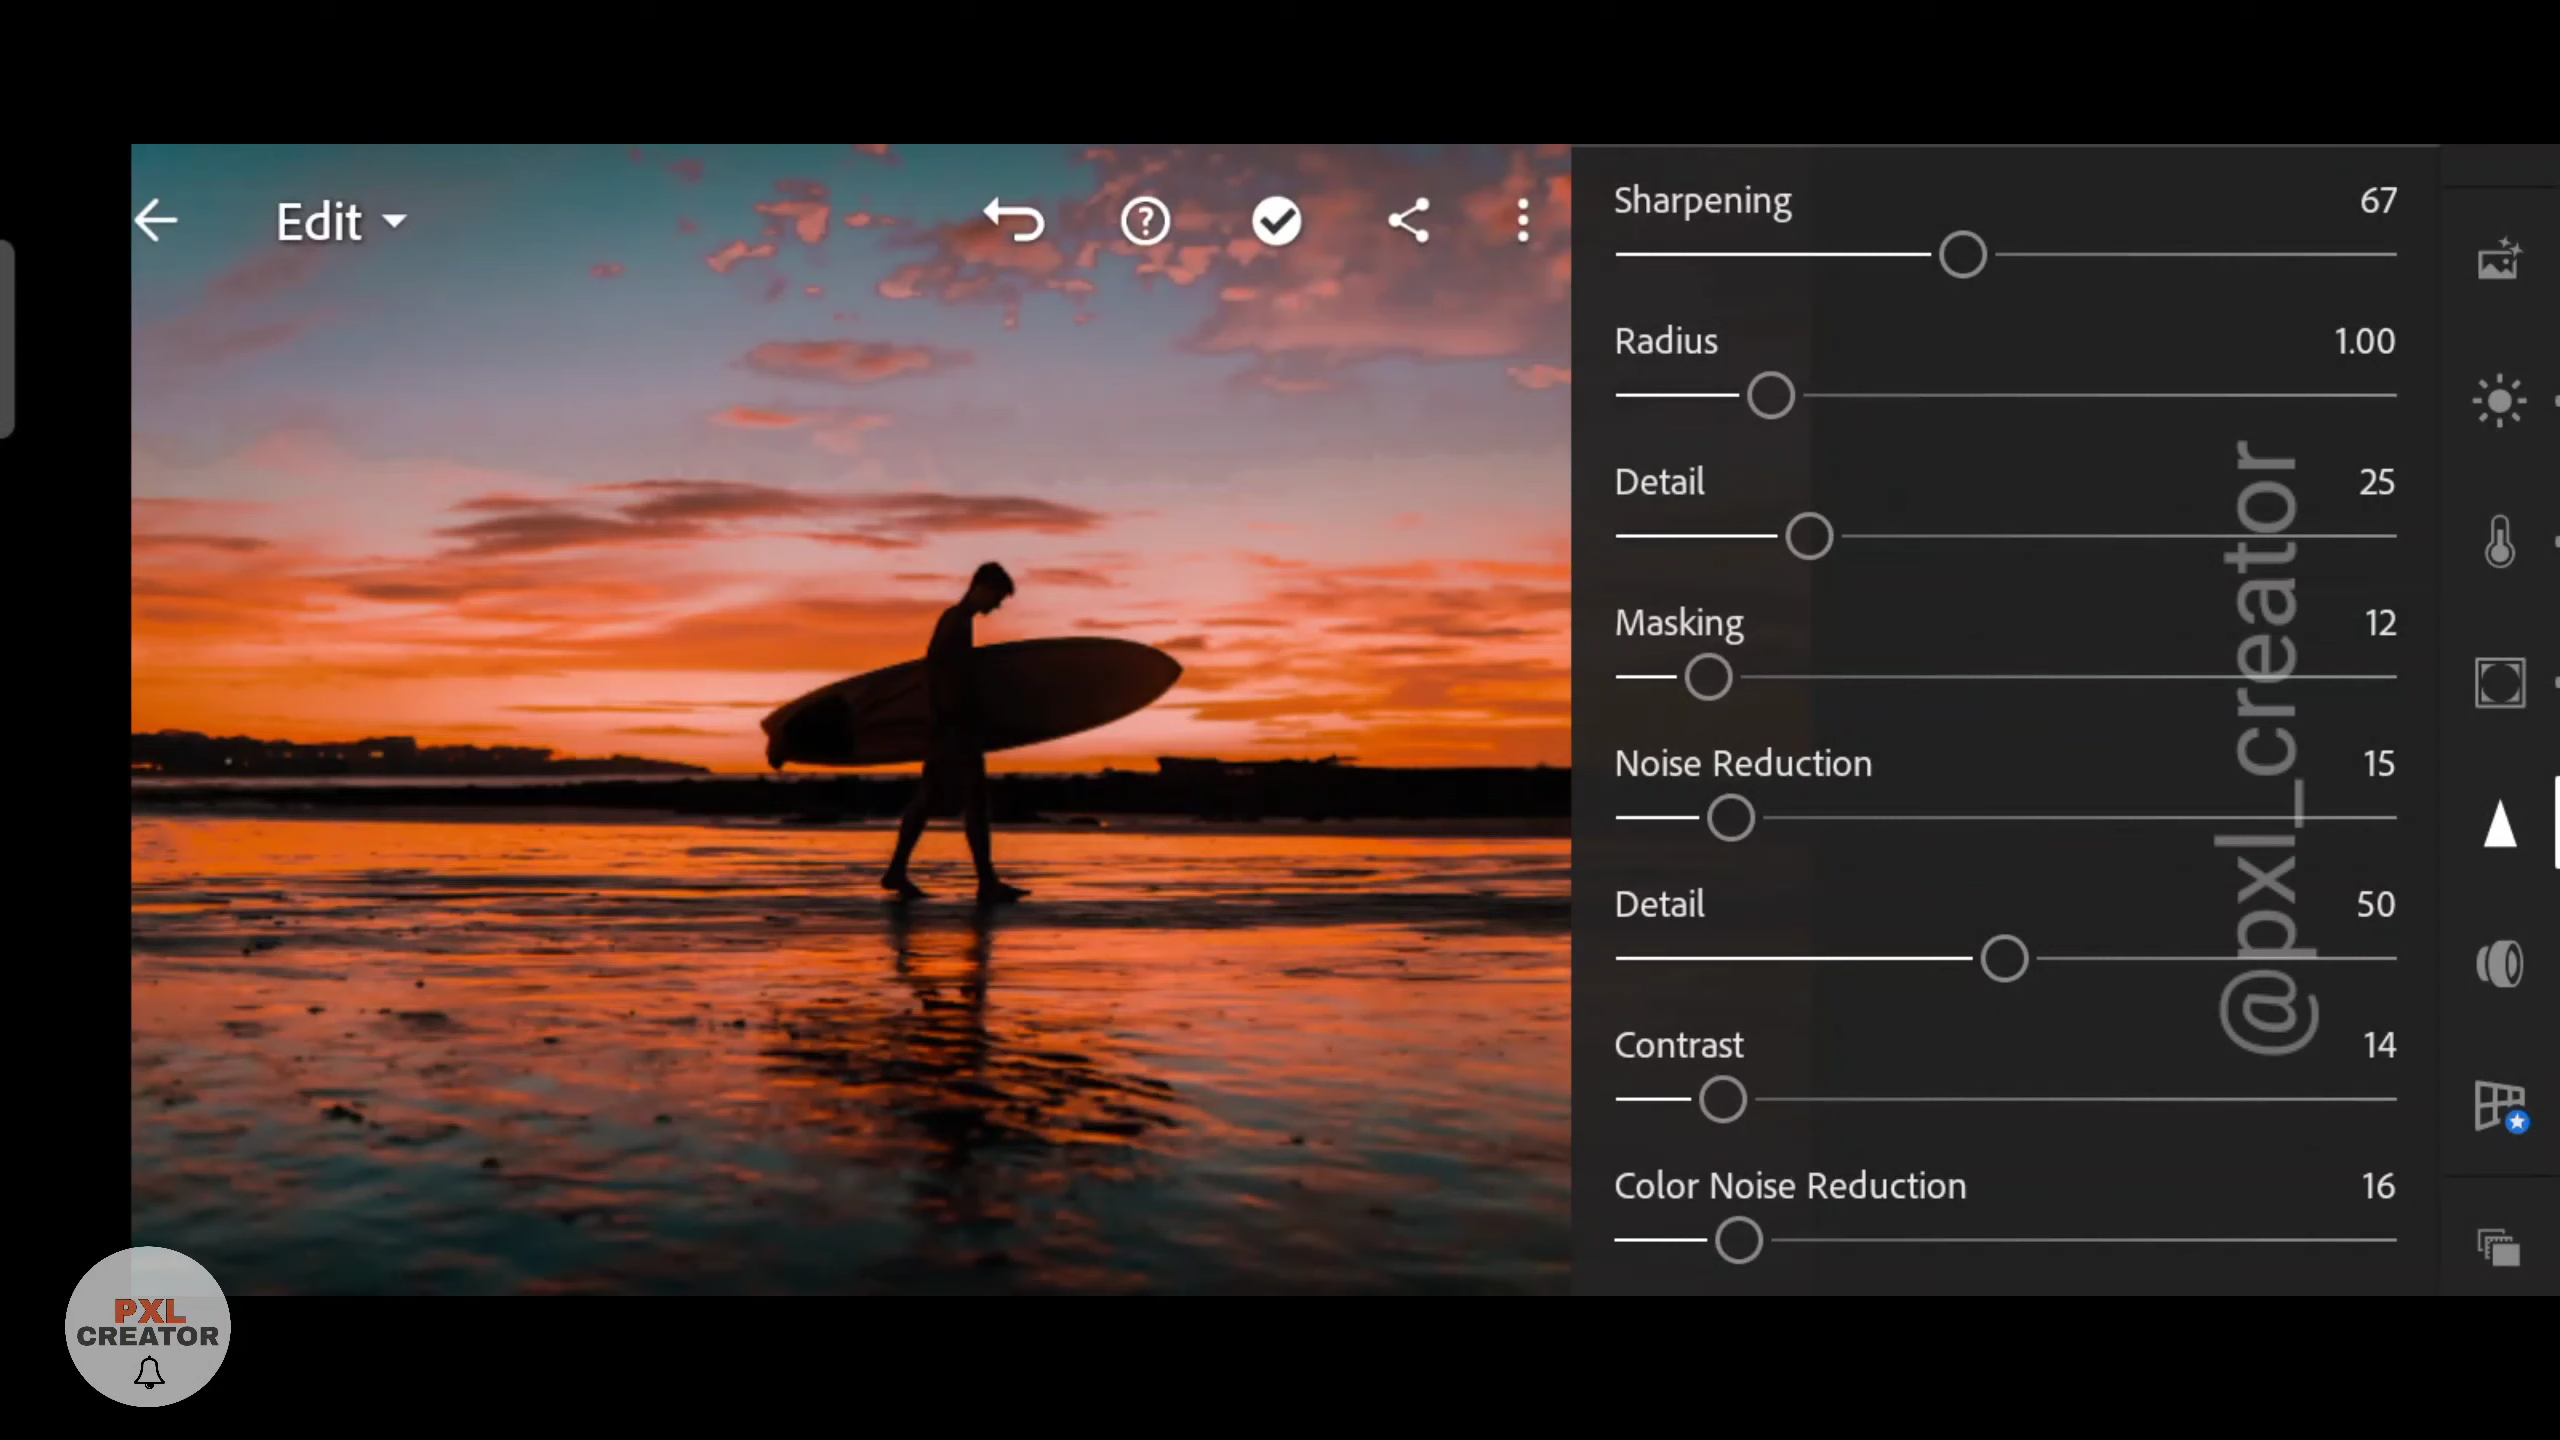 Edit
Sharpening 67
Radius 1.00
Detail 25
Masking 12
Noise Reduction 15
Detail 50
Contrast 14
Color Noise Reduction 16
@pxl_creator
PXL
CREATOR